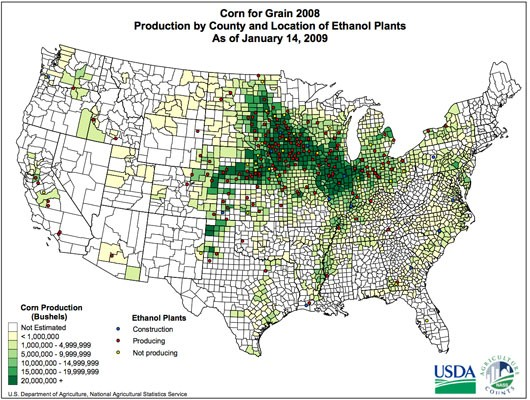 Corn for Grain 2008
Production by County and Location of Ethanol Plants
As of January 14, 2009
Corn Production
(Bushels)
Not Estimated
< 1,000,000
1,000,000 - 4,999,999
5,000,000 - 9,999,999
10,000,000 - 14,999,999
15,000,000 - 19,999,999
20,000,000 +
Ethanol Plants
Construction
Producing
Not producing
U.S. Department of Agriculture, National Agricultural Statistics Service
USDA
AGRICULTURE
COUNTS